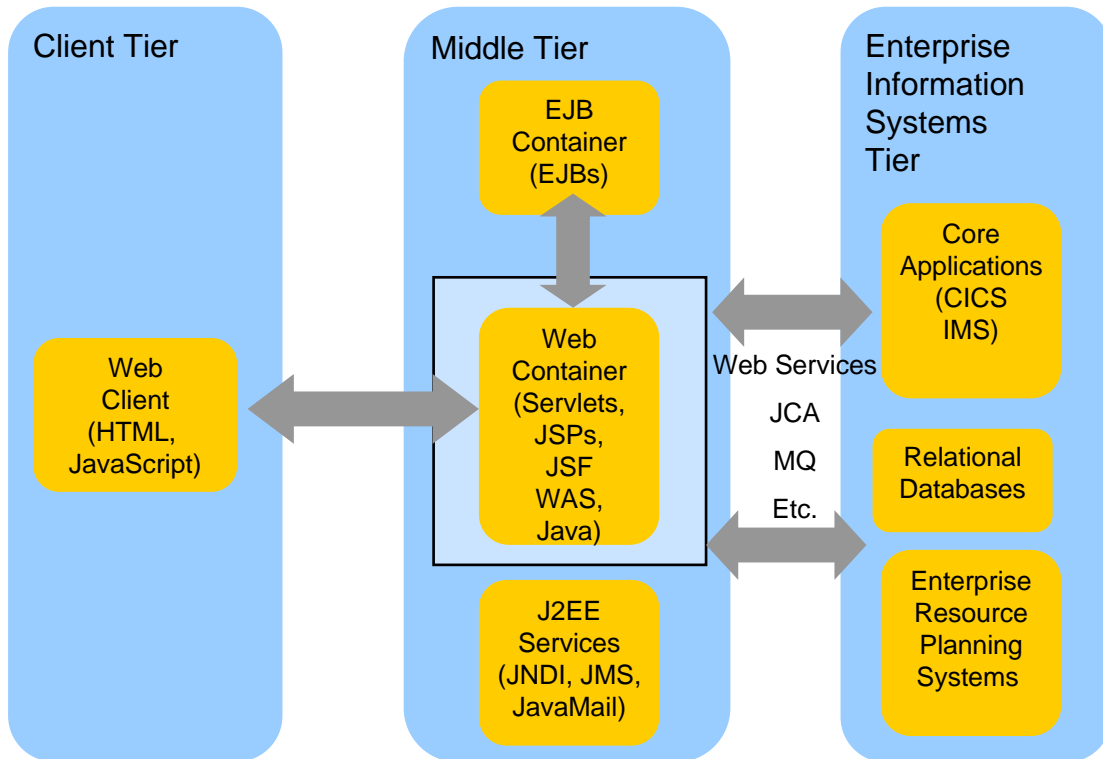 Client Tier
Web
Client
(HTML,
JavaScript)
Middle Tier
EJB
Container
(EJBs)
Web
Container
(Servlets,
JSPs,
JSF
WAS,
Java)
J2EE
Services
(JNDI, JMS,
JavaMail)
Web Services
JCA
MQ
Etc.
Enterprise
Information
Systems
Tier
Core
Applications
(CICS
IMS)
Relational
Databases
Enterprise
Resource
Planning
Systems